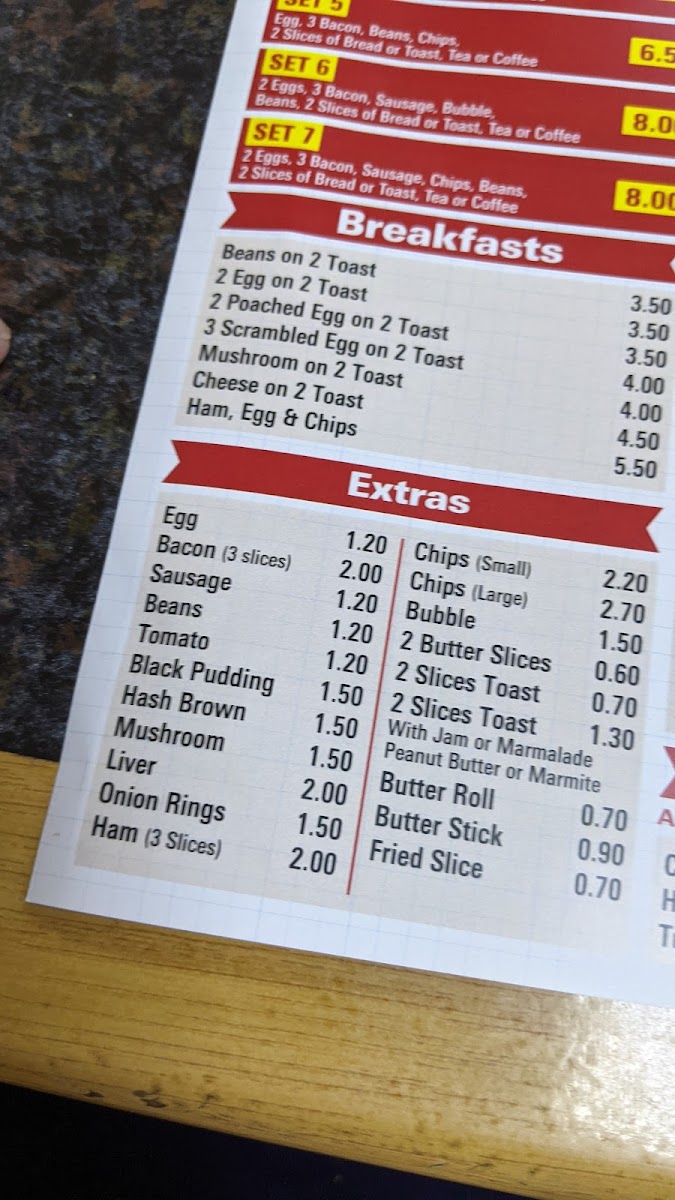 SET 5
Egg, 3 Bacon, Beans, Chips,
2 Slices of Bread or Toast, Tea or Coffee
6.5
SET 6
2 Eggs, 3 Bacon, Sausage, Bubble,
Beans, 2 Slices of Bread or Toast, Tea or Coffee
8.0
SET 7
2 Eggs, 3 Bacon, Sausage, Chips, Beans,
2 Slices of Bread or Toast, Tea or Coffee
8.00
Breakfasts
Beans on 2 Toast 3.50
2 Egg on 2 Toast 3.50
2 Poached Egg on 2 Toast 3.50
3 Scrambled Egg on 2 Toast 4.00
Mushroom on 2 Toast 4.00
Cheese on 2 Toast 4.50
Ham, Egg & Chips 5.50
Extras
Egg 1.20
Bacon (3 slices) 2.00
Sausage 1.20
Beans 1.20
Tomato 1.20
Black Pudding 1.50
Hash Brown 1.50
Mushroom 1.50
Liver 2.00
Onion Rings 1.50
Ham (3 Slices) 2.00
Chips (Small) 2.20
Chips (Large) 2.70
Bubble 1.50
2 Butter Slices 0.60
2 Slices Toast 0.70
2 Slices Toast 1.30
With Jam or Marmalade
Peanut Butter or Marmite
Butter Roll 0.70
Butter Stick 0.90
Fried Slice 0.70